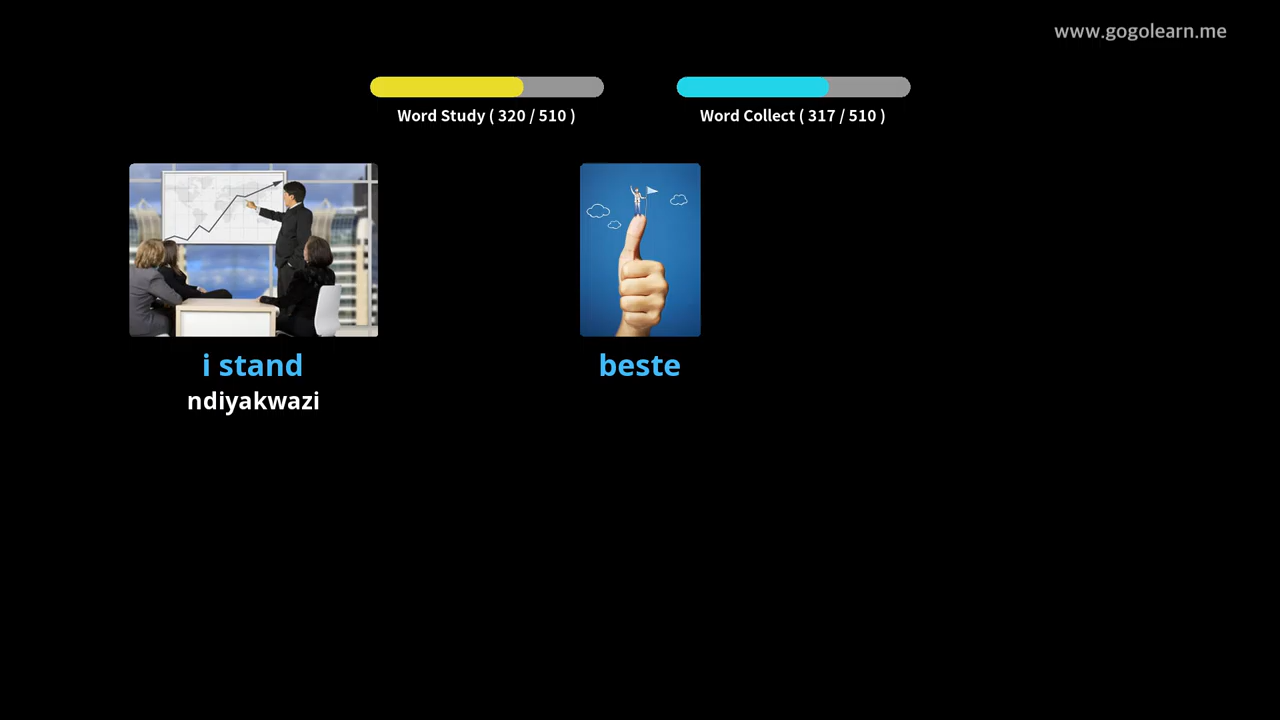 www.gogolearn.me
Word Study ( 320 / 510 )
Word Collect ( 317 / 510 )
i stand
ndiyakwazi
beste